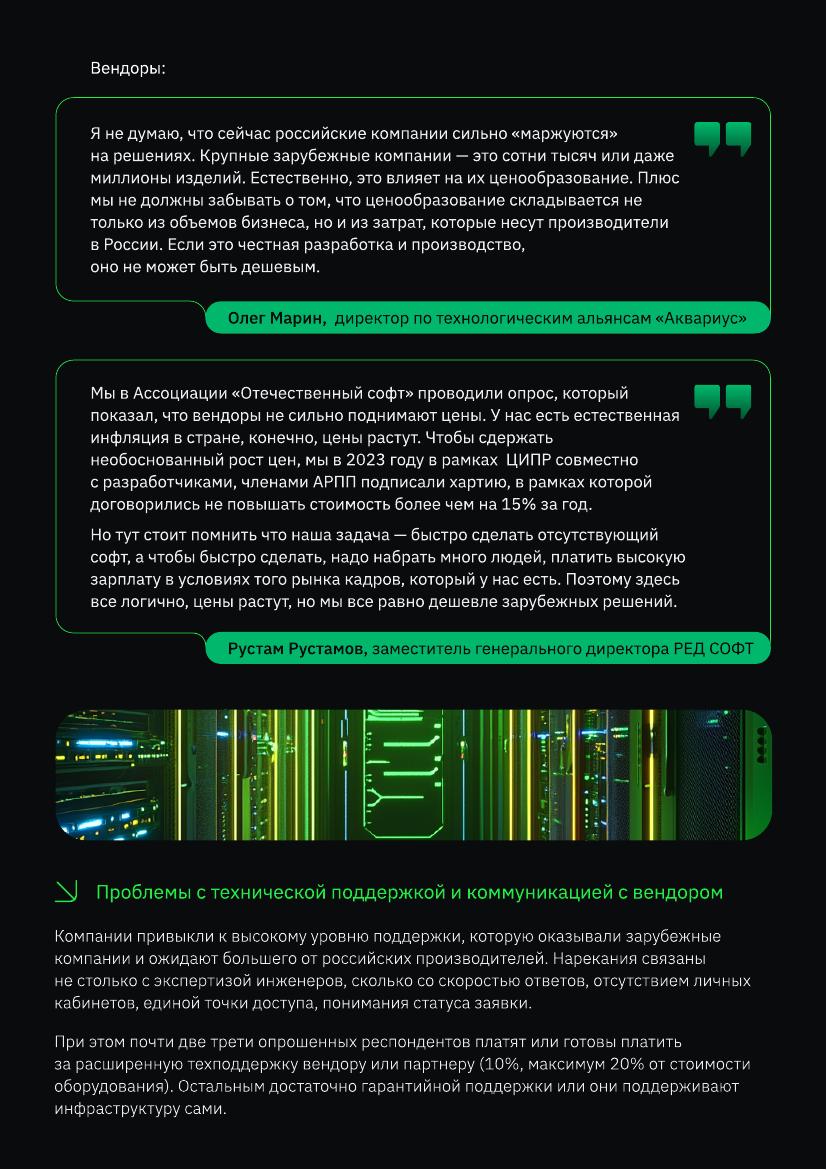 Вендоры:
Я не думаю, что сейчас российские компании сильно «маржуются»
на решениях. Крупные зарубежные компании — это сотни тысяч или даже
миллионы изделий. Естественно, это влияет на их ценообразование. Плюс
мы не должны забывать о том, что ценообразование складывается не
только из объемов бизнеса, но и из затрат, которые несут производители
в России. Если это честная разработка и производство,
оно не может быть дешевым.
Олег Марин, директор по технологическим альянсам «Аквариус»
Мы в Ассоциации «Отечественный софт» проводили опрос, который
показал, что вендоры не сильно поднимают цены. У нас есть естественная
инфляция в стране, конечно, цены растут. Чтобы сдержать
необоснованный рост цен, мы в 2023 году в рамках ЦИПР совместно
с разработчиками, членами АРПП подписали хартию, в рамках которой
договорились не повышать стоимость более чем на 15% за год.
Но тут стоит помнить что наша задача — быстро сделать отсутствующий
софт, а чтобы быстро сделать, надо набрать много людей, платить высокую
зарплату в условиях того рынка кадров, который у нас есть. Поэтому здесь
все логично, цены растут, но мы все равно дешевле зарубежных решений.
Рустам Рустамов, заместитель генерального директора РЕД СОФТ
Проблемы с технической поддержкой и коммуникацией с вендором
Компании привыкли к высокому уровню поддержки, которую оказывали зарубежные
компании и ожидают большего от российских производителей. Нарекания связаны
не столько с экспертизой инженеров, сколько со скоростью ответов, отсутствием личных
кабинетов, единой точки доступа, понимания статуса заявки.
При этом почти две трети опрошенных респондентов платят или готовы платить
за расширенную техподдержку вендору или партнеру (10%, максимум 20% от стоимости
оборудования). Остальным достаточно гарантийной поддержки или они поддерживают
инфраструктуру сами.